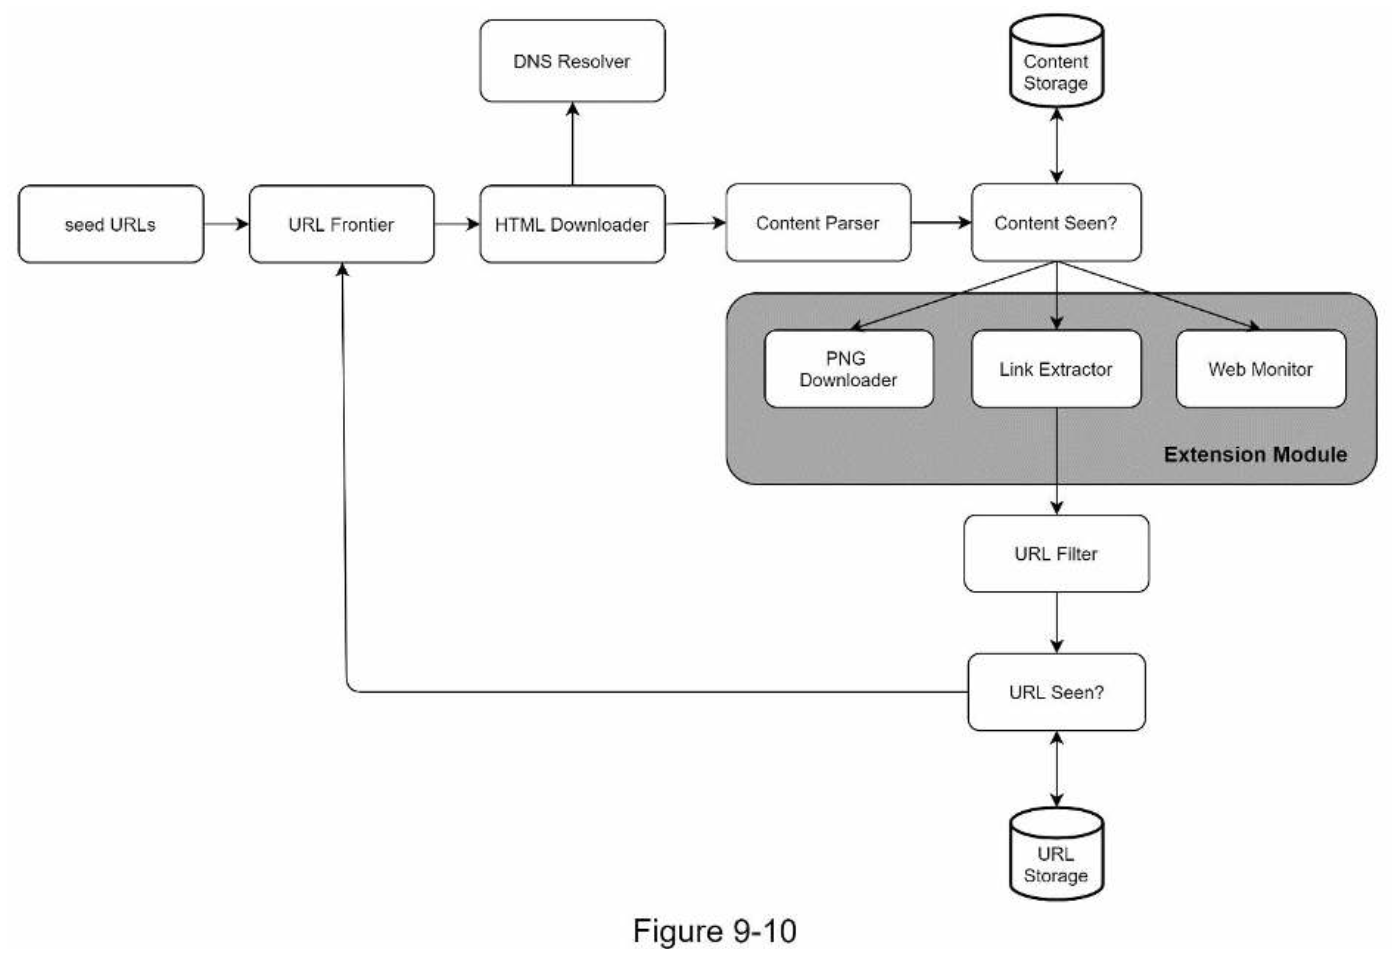 DNS Resolver
Content
Storage
seed URLs
URL Frontier
HTML Downloader
Content Parser
Content Seen?
PNG
Downloader
Link Extractor
Web Monitor
Extension Module
URL Filter
URL Seen?
URL
Storage
Figure 9-10